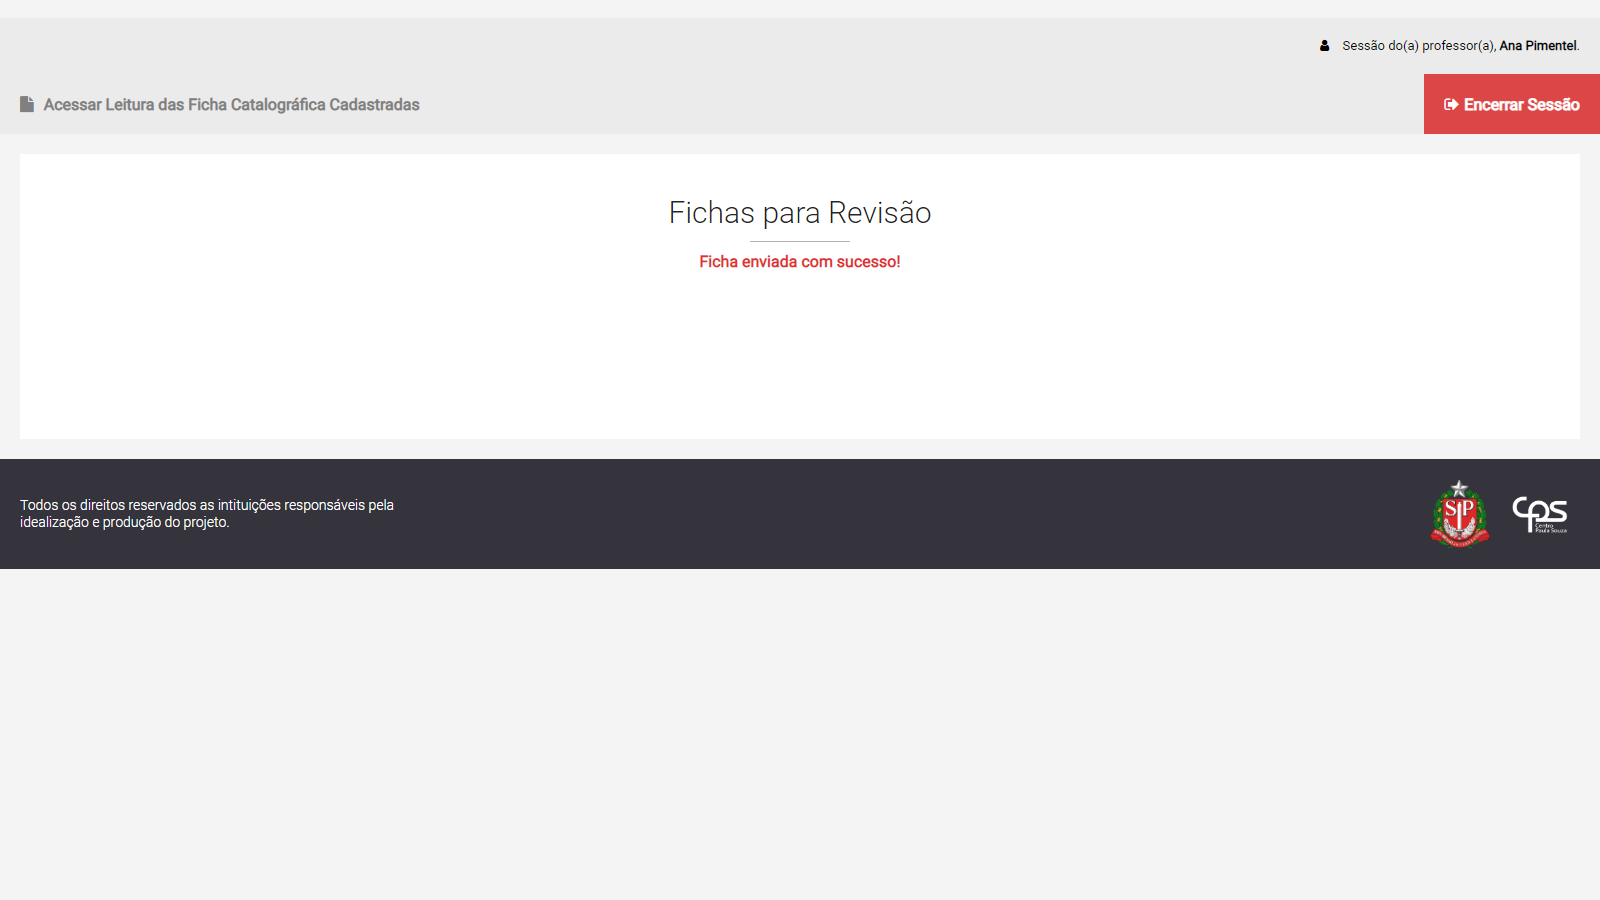 Sessão do(a) professor(a), Ana Pimentel.
Acessar Leitura das Ficha Catalográfica Cadastradas
Encerrar Sessão
Fichas para Revisão
Ficha enviada com sucesso!
Todos os direitos reservados as intituições responsáveis pela
idealização e produção do projeto.
SP
cps
Centro
Paula Souza